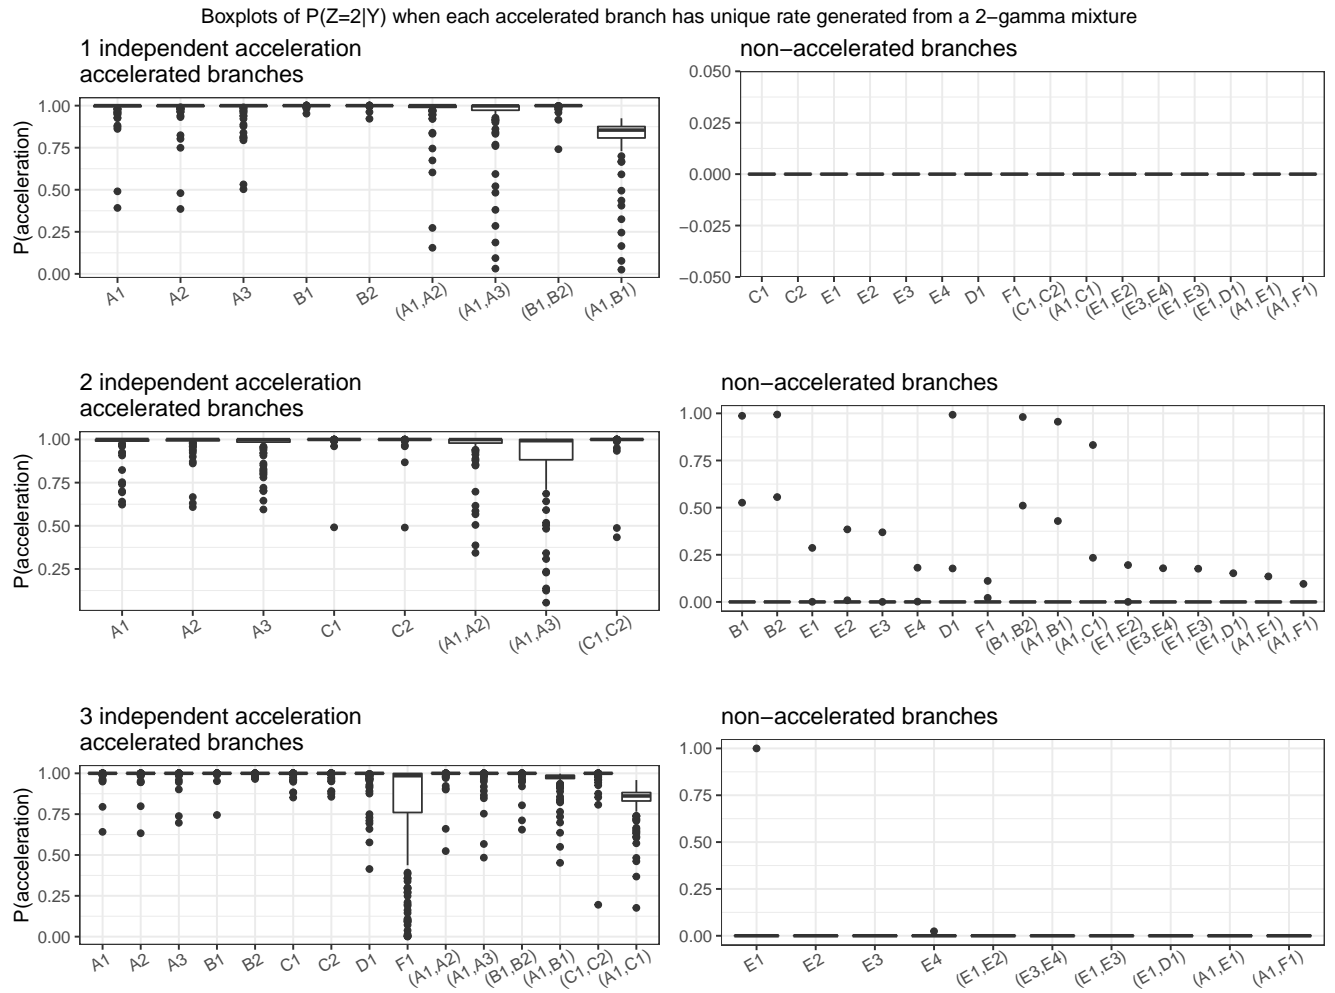 Boxplots of P(Z=2|Y) when each accelerated branch has unique rate generated from a 2−gamma mixture
1 independent acceleration
accelerated branches
P(acceleration)
1.00
0.75
0.50
0.25
0.00
A1 A2 A3 B1 B2 (A1,A2) (A1,A3) (B1,B2) (A1,B1)
non−accelerated branches
0.050
0.025
0.000
−0.025
−0.050
C1 C2 E1 E2 E3 E4 D1 F1 (C1,C2) (A1,C1) (E1,E2) (E3,E4) (E1,E3) (E1,D1) (A1,E1) (A1,F1)
2 independent acceleration
accelerated branches
P(acceleration)
1.00
0.75
0.50
0.25
A1 A2 A3 C1 C2 (A1,A2) (A1,A3) (C1,C2)
non−accelerated branches
1.00
0.75
0.50
0.25
0.00
B1 B2 E1 E2 E3 E4 D1 F1 (B1,B2) (A1,B1) (A1,C1) (E1,E2) (E3,E4) (E1,E3) (E1,D1) (A1,E1) (A1,F1)
3 independent acceleration
accelerated branches
P(acceleration)
1.00
0.75
0.50
0.25
0.00
A1 A2 A3 B1 B2 C1 C2 D1 F1 (A1,A2) (A1,A3) (B1,B2) (A1,B1) (C1,C2) (A1,C1)
non−accelerated branches
1.00
0.75
0.50
0.25
0.00
E1 E2 E3 E4 (E1,E2) (E3,E4) (E1,E3) (E1,D1) (A1,E1) (A1,F1)